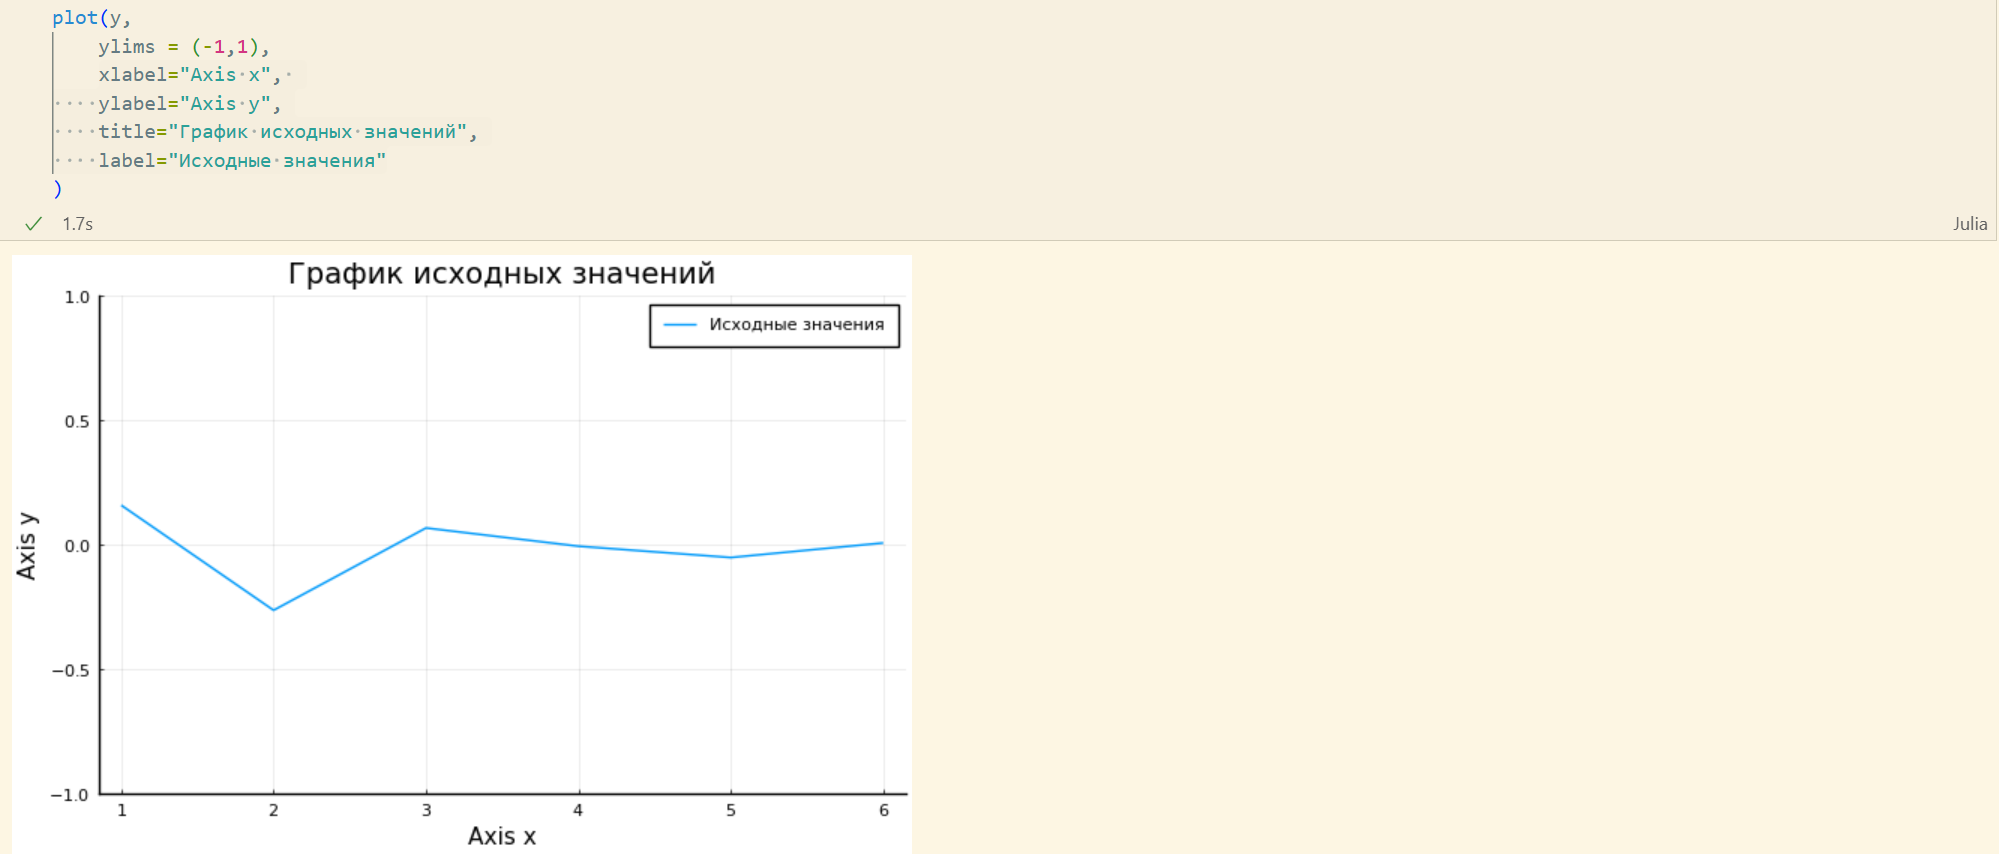 plot(y,
ylims = (-1,1),
xlabel="Axis x",
ylabel="Axis y",
title="График исходных значений",
label="Исходные значения"
)
1.7s
Julia
График исходных значений
1.0
Исходные значения
0.5
0.0
−0.5
−1.0
Axis y
1 2 3 4 5 6
Axis x